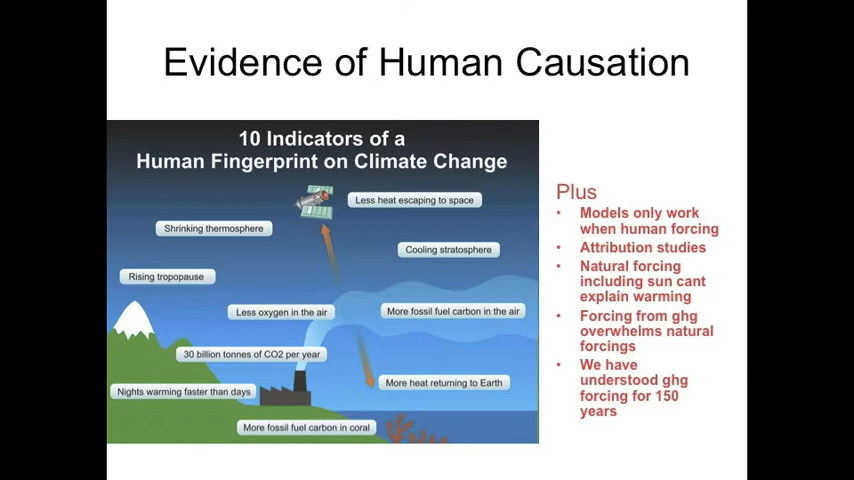 Evidence of Human Causation
10 Indicators of a
Human Fingerprint on Climate Change
Less heat escaping to space
Shrinking thermosphere
Cooling stratosphere
Rising tropopause
Less oxygen in the air
More fossil fuel carbon in the air
30 billion tonnes of CO2 per year
More heat returning to Earth
Nights warming faster than days
More fossil fuel carbon in coral
Plus
• Models only work
when human forcing
• Attribution studies
• Natural forcing
including sun cant
explain warming
• Forcing from ghg
overwhelms natural
forcings
• We have
understood ghg
forcing for 150
years